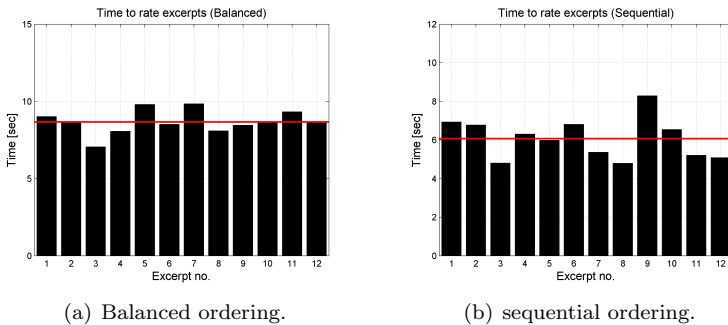 Time to rate excerpts (Balanced)
15
10
5
0
Time [sec]
1 2 3 4 5 6 7 8 9 10 11 12
Excerpt no.
(a) Balanced ordering.
Time to rate excerpts (Sequential)
12
10
8
6
4
2
0
Time [sec]
1 2 3 4 5 6 7 8 9 10 11 12
Excerpt no.
(b) sequential ordering.